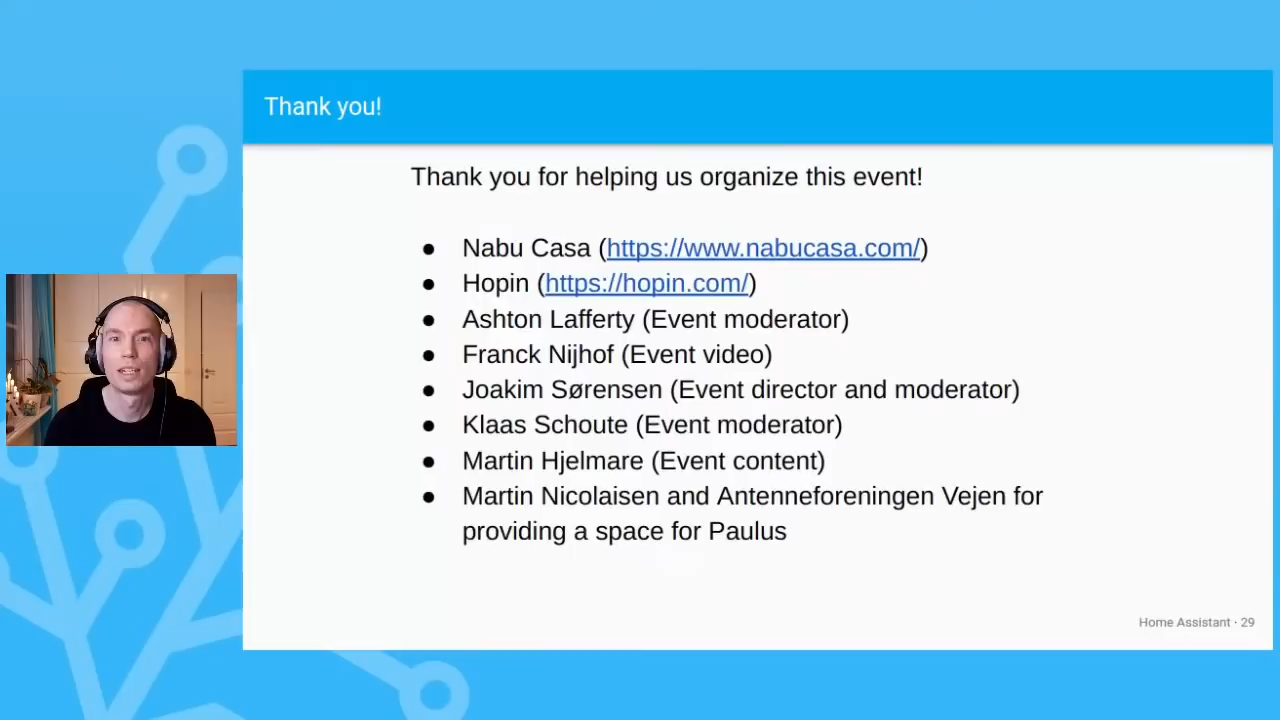 Thank you!
Thank you for helping us organize this event!
● Nabu Casa (https://www.nabucasa.com/)
● Hopin (https://hopin.com/)
● Ashton Lafferty (Event moderator)
● Franck Nijhof (Event video)
● Joakim Sørensen (Event director and moderator)
● Klaas Schoute (Event moderator)
● Martin Hjelmare (Event content)
● Martin Nicolaisen and Antenneforeningen Vejen for
providing a space for Paulus
Home Assistant · 29